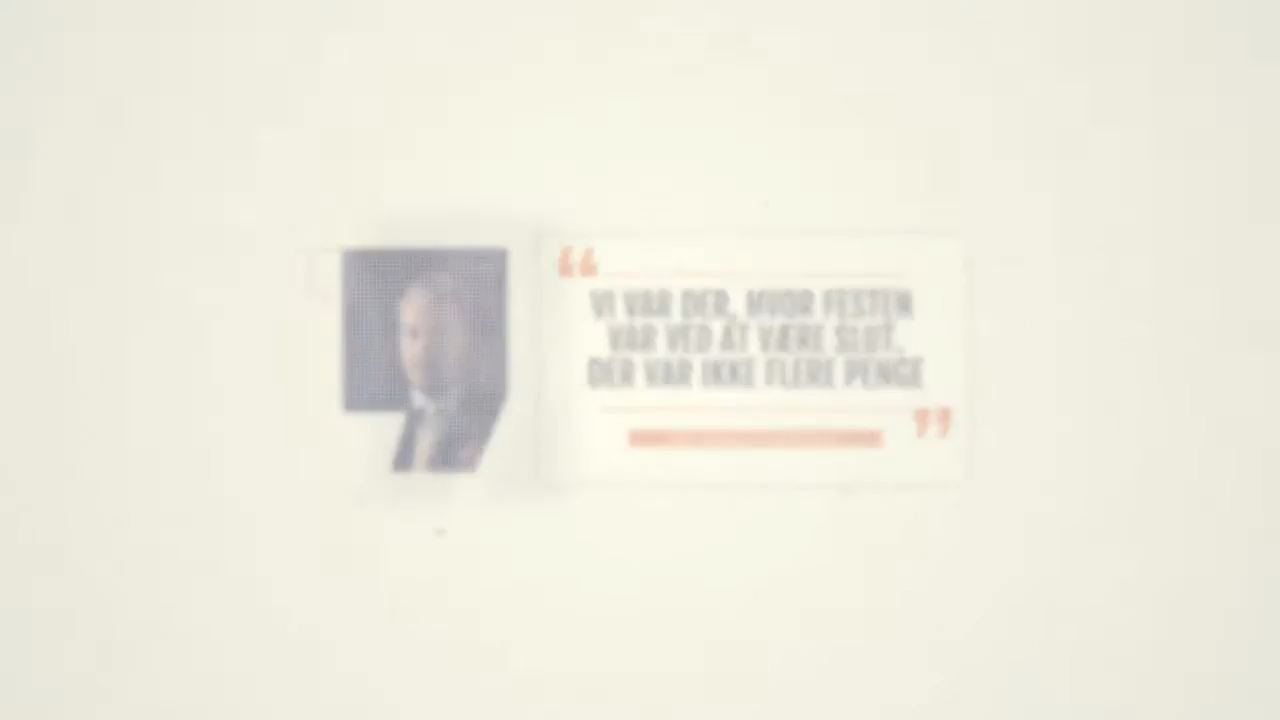 “
VI VAR DER, HVOR FESTEN
VAR VED AT VÆRE SLUT.
DER VAR IKKE FLERE PENGE
”